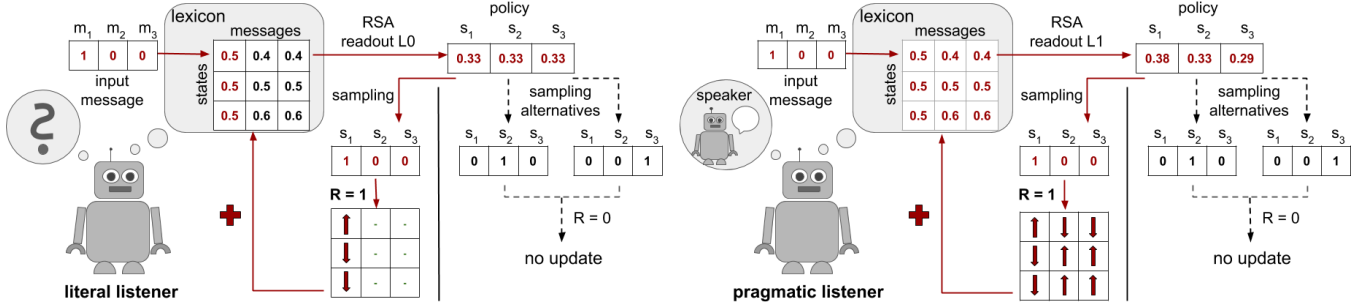 lexicon
m1 m2 m3
1 0 0
input
message
messages
states
0.5 0.4 0.4
0.5 0.5 0.5
0.5 0.6 0.6
RSA
readout L0
policy
s1 s2 s3
0.33 0.33 0.33
sampling
sampling
alternatives
s1 s2 s3
1 0 0
s1 s2 s3
0 1 0
s1 s2 s3
0 0 1
R = 1
- -
- -
- -
R = 0
no update
?
literal listener
lexicon
m1 m2 m3
1 0 0
input
message
messages
states
0.5 0.4 0.4
0.5 0.5 0.5
0.5 0.6 0.6
RSA
readout L1
policy
s1 s2 s3
0.38 0.33 0.29
speaker
sampling
sampling
alternatives
s1 s2 s3
1 0 0
s1 s2 s3
0 1 0
s1 s2 s3
0 0 1
R = 1
R = 0
no update
pragmatic listener